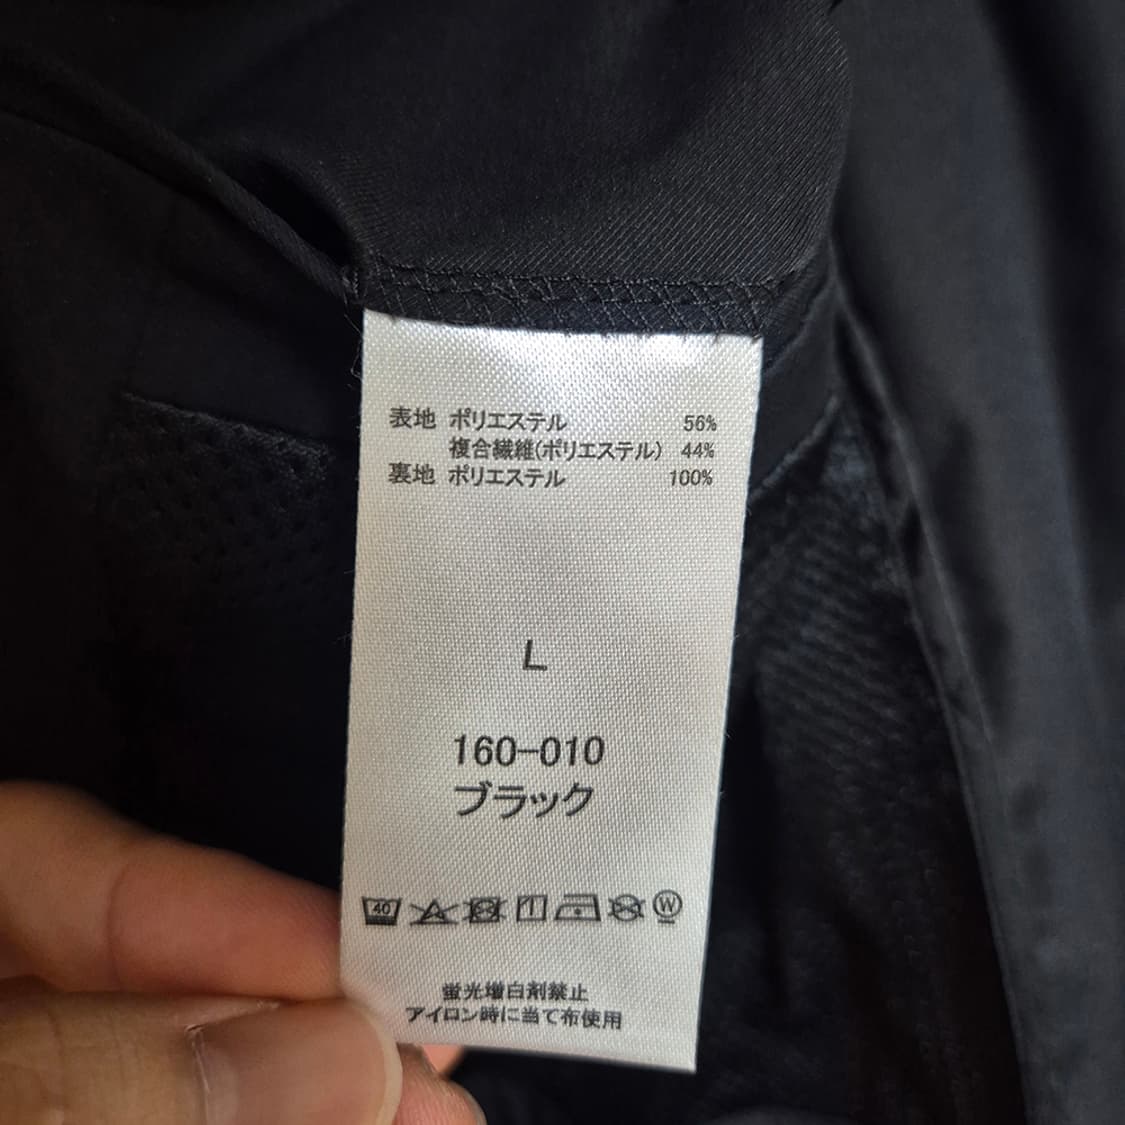 表地 ポリエステル 56%
複合繊維(ポリエステル) 44%
裏地 ポリエステル 100%
L
160-010
ブラック
40
W
蛍光増白剤禁止
アイロン時に当て布使用